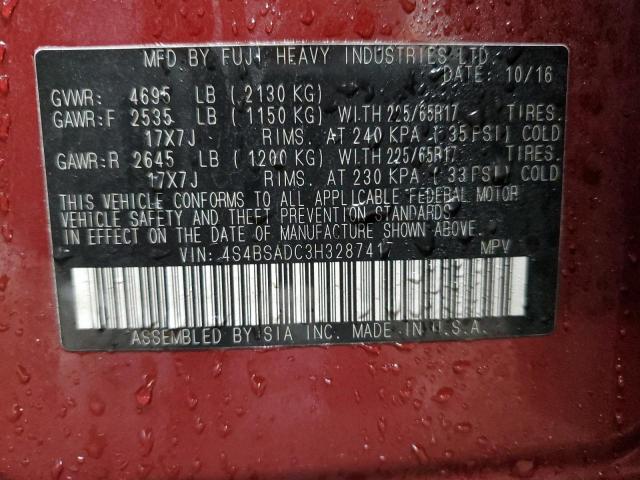 MFD. BY FUJI HEAVY INDUSTRIES LTD.
DATE: 10/16
GVWR: 4695 LB ( 2130 KG)
GAWR:F 2535 LB ( 1150 KG) WITH 225/65R17 TIRES.
17X7J RIMS. AT 240 KPA ( 35 PSI) COLD
GAWR:R 2645 LB ( 1200 KG) WITH 225/65R17 TIRES.
17X7J RIMS. AT 230 KPA ( 33 PSI) COLD
THIS VEHICLE CONFORMS TO ALL APPLICABLE FEDERAL MOTOR
VEHICLE SAFETY AND THEFT PREVENTION STANDARDS
IN EFFECT ON THE DATE OF MANUFACTURE SHOWN ABOVE.
VIN: 4S4BSADC3H3287417 MPV
ASSEMBLED BY SIA INC. MADE IN U.S.A.